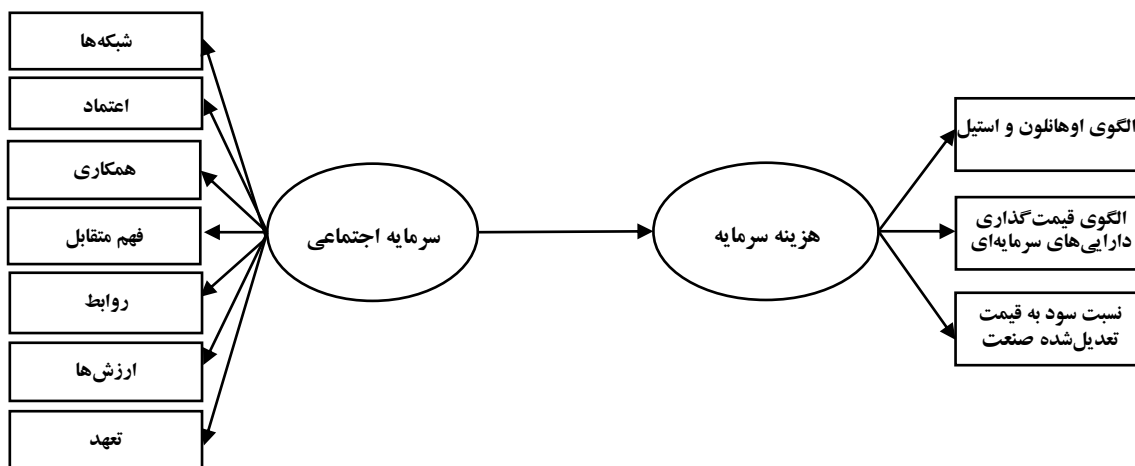 شبکه‌ها
اعتماد
همکاری
فهم متقابل
روابط
ارزش‌ها
تعهد
سرمایه اجتماعی
هزینه سرمایه
الگوی اوهانلون و استیل
الگوی قیمت‌گذاری
دارایی‌های سرمایه‌ای
نسبت سود به قیمت
تعدیل‌شده صنعت